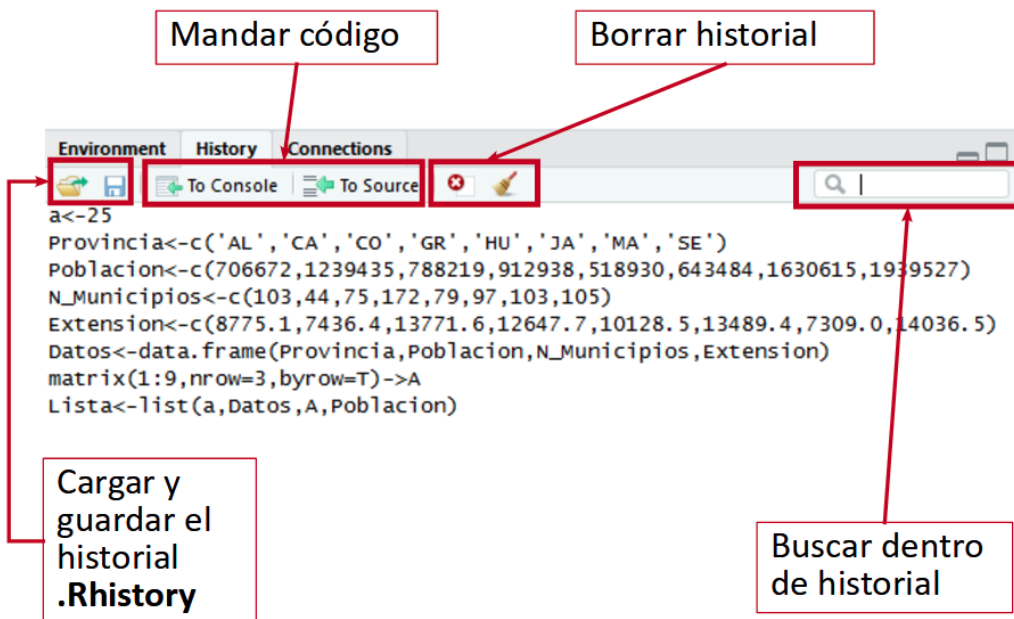 Mandar código
Borrar historial
Environment History Connections
To Console To Source
a<-25
Provincia<-c('AL','CA','CO','GR','HU','JA','MA','SE')
Poblacion<-c(706672,1239435,788219,912938,518930,643484,1630615,1939527)
N_Municipios<-c(103,44,75,172,79,97,103,105)
Extension<-c(8775.1,7436.4,13771.6,12647.7,10128.5,13489.4,7309.0,14036.5)
Datos<-data.frame(Provincia,Poblacion,N_Municipios,Extension)
matrix(1:9,nrow=3,byrow=T)->A
Lista<-list(a,Datos,A,Poblacion)
Cargar y
guardar el
historial
.Rhistory
Buscar dentro
de historial